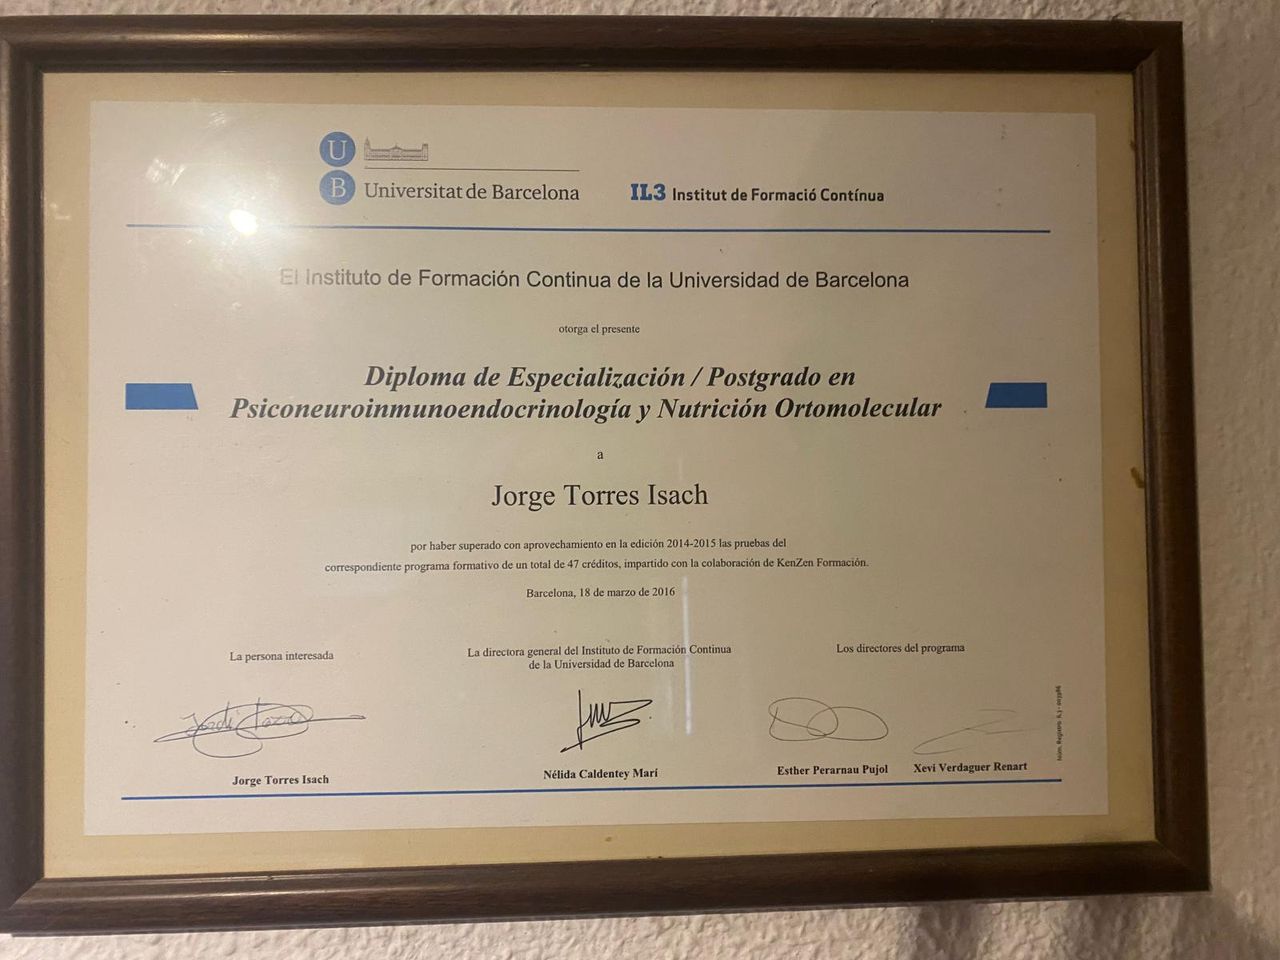 U
B
Universitat de Barcelona
IL3 Institut de Formació Contínua
El Instituto de Formación Continua de la Universidad de Barcelona
otorga el presente
Diploma de Especialización / Postgrado en
Psiconeuroinmunoendocrinología y Nutrición Ortomolecular
a
Jorge Torres Isach
por haber superado con aprovechamiento en la edición 2014-2015 las pruebas del
correspondiente programa formativo de un total de 47 créditos, impartido con la colaboración de KenZen Formación.
Barcelona, 18 de marzo de 2016
La persona interesada
La directora general del Instituto de Formación Continua
de la Universidad de Barcelona
Los directores del programa
Jordi Torres
Jorge Torres Isach
Nélida Caldentey Marí
Esther Perarnau Pujol
Xevi Verdaguer Renart
Núm. Registro: